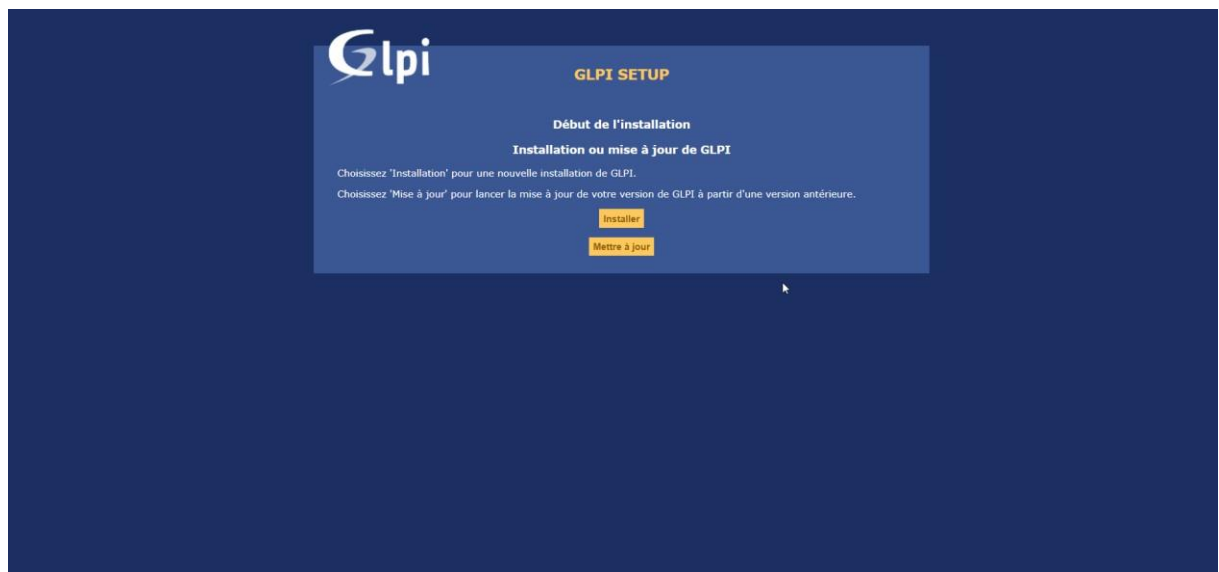 Glpi
GLPI SETUP
Début de l'installation
Installation ou mise à jour de GLPI
Choisissez 'Installation' pour une nouvelle installation de GLPI.
Choisissez 'Mise à jour' pour lancer la mise à jour de votre version de GLPI à partir d'une version antérieure.
Installer
Mettre à jour